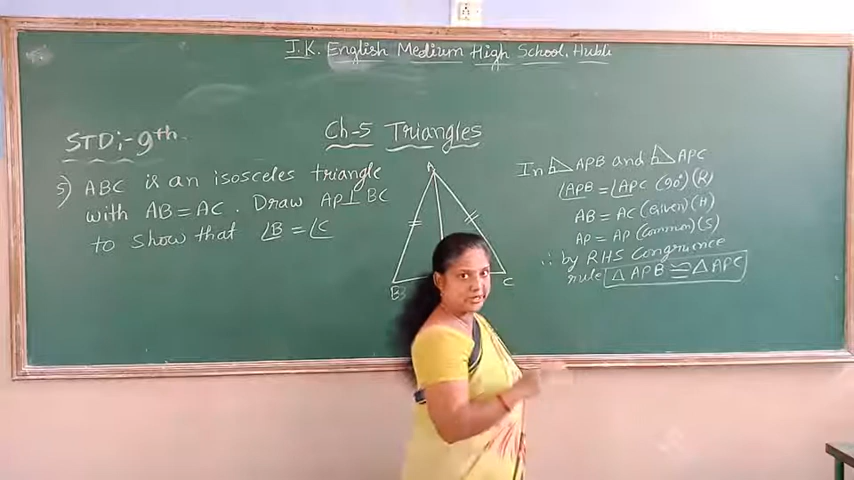 I.K. English Medium High School, Hubli
STD:-9th.
Ch-5 Triangles
5) ABC is an isosceles triangle
with AB=AC. Draw AP⊥BC
to show that ∠B=∠C
A
B
C
In △APB and △APC
∠APB=∠APC (90°)(R)
AB=AC (Given)(H)
AP=AP (Common)(S)
∴ by RHS Congruence
rule △APB≅△APC